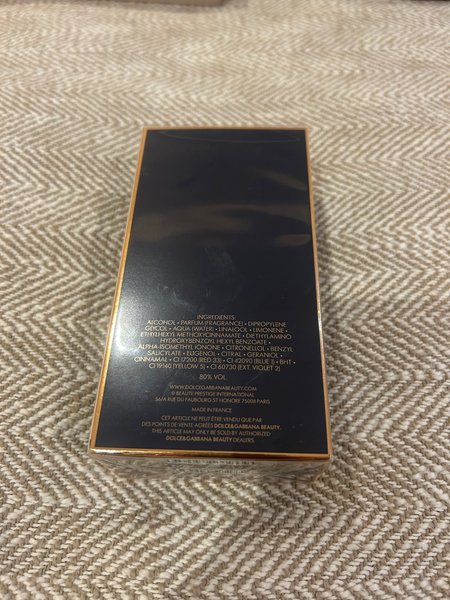 INGREDIENTS:
ALCOHOL • PARFUM (FRAGRANCE) • DIPROPYLENE
GLYCOL • AQUA (WATER) • LINALOOL • LIMONENE •
ETHYLHEXYL METHOXYCINNAMATE • DIETHYLAMINO
HYDROXYBENZOYL HEXYL BENZOATE •
ALPHA-ISOMETHYL IONONE • CITRONELLOL • BENZYL
SALICYLATE • EUGENOL • CITRAL • GERANIOL •
CINNAMAL • CI 17200 (RED 33) • CI 42090 (BLUE 1) • BHT •
CI 19140 (YELLOW 5) • CI 60730 (EXT. VIOLET 2)
80% VOL.
WWW.DOLCEGABBANABEAUTY.COM
© BEAUTE PRESTIGE INTERNATIONAL
56/A RUE DU FAUBOURG ST HONORE 75008 PARIS
MADE IN FRANCE
CET ARTICLE NE PEUT ÊTRE VENDU QUE PAR
DES POINTS DE VENTE AGRÉÉS DOLCE&GABBANA BEAUTY.
THIS ARTICLE MAY ONLY BE SOLD BY AUTHORIZED
DOLCE&GABBANA BEAUTY DEALERS.